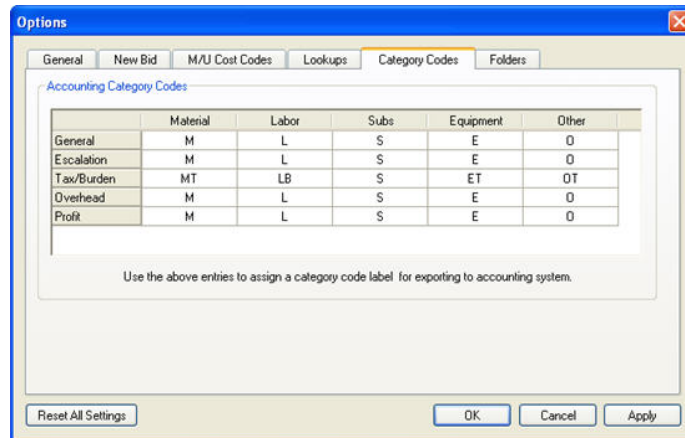 Options
General New Bid M/U Cost Codes Lookups Category Codes Folders
Accounting Category Codes
Material Labor Subs Equipment Other
General M L S E O
Escalation M L S E O
Tax/Burden MT LB S ET OT
Overhead M L S E O
Profit M L S E O
Use the above entries to assign a category code label for exporting to accounting system.
Reset All Settings OK Cancel Apply